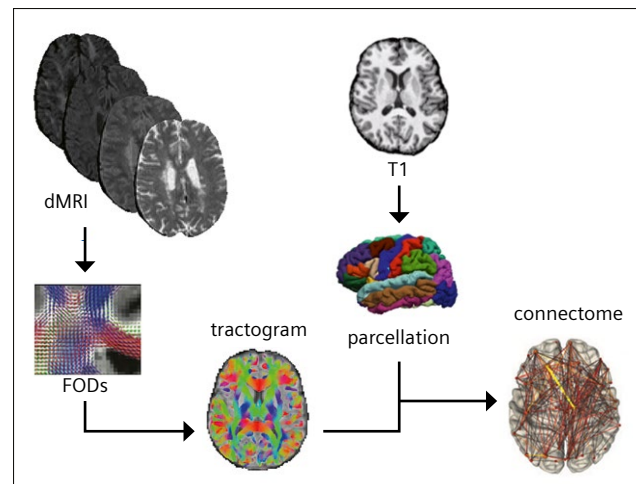 dMRI
T1
FODs
tractogram
parcellation
connectome